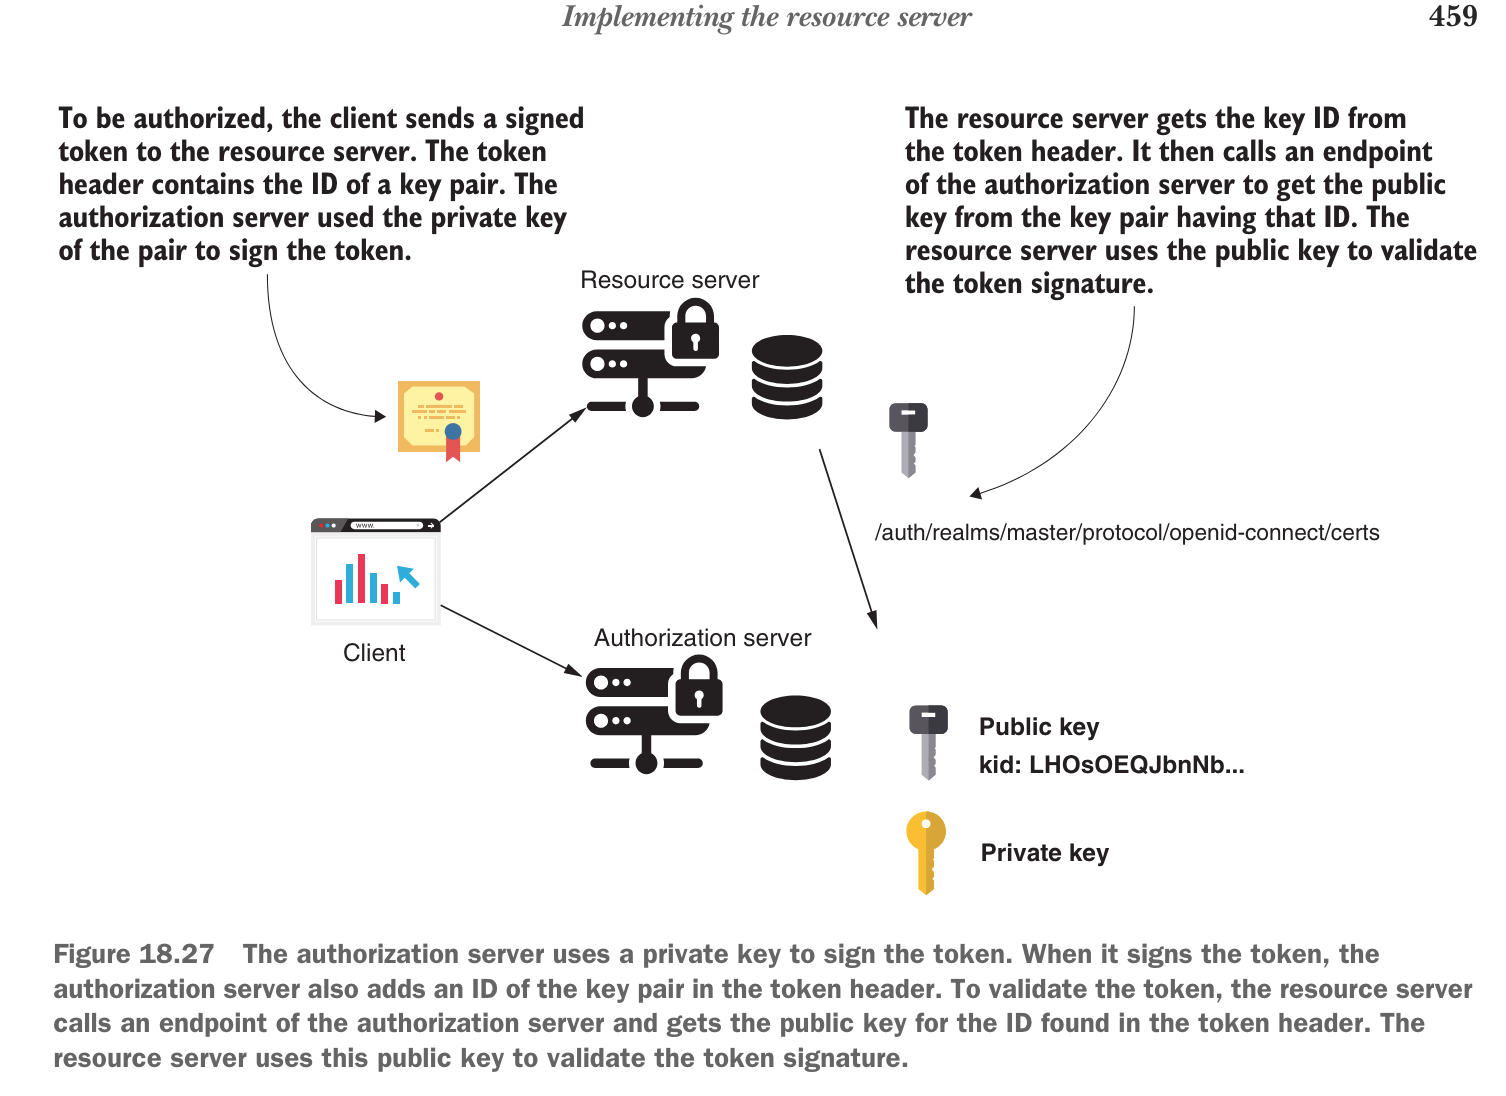 Implementing the resource server
459
To be authorized, the client sends a signed
token to the resource server. The token
header contains the ID of a key pair. The
authorization server used the private key
of the pair to sign the token.
The resource server gets the key ID from
the token header. It then calls an endpoint
of the authorization server to get the public
key from the key pair having that ID. The
resource server uses the public key to validate
the token signature.
Resource server
www.
/auth/realms/master/protocol/openid-connect/certs
Client
Authorization server
Public key
kid: LHOsOEQJbnNb...
Private key
Figure 18.27 The authorization server uses a private key to sign the token. When it signs the token, the
authorization server also adds an ID of the key pair in the token header. To validate the token, the resource server
calls an endpoint of the authorization server and gets the public key for the ID found in the token header. The
resource server uses this public key to validate the token signature.